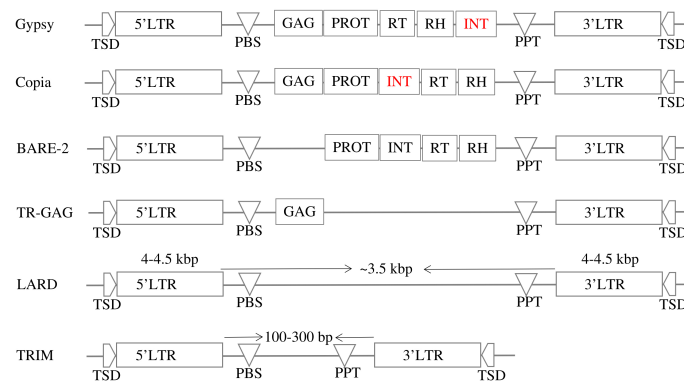 Gypsy 5’LTR GAG PROT RT RH INT 3’LTR
TSD PBS PPT TSD
Copia 5’LTR GAG PROT INT RT RH 3’LTR
TSD PBS PPT TSD
BARE-2 5’LTR PROT INT RT RH 3’LTR
TSD PBS PPT TSD
TR-GAG 5’LTR GAG 3’LTR
TSD PBS PPT TSD
4-4.5 kbp ~3.5 kbp 4-4.5 kbp
LARD 5’LTR 3’LTR
TSD PBS PPT TSD
100-300 bp
TRIM 5’LTR 3’LTR
TSD PBS PPT TSD